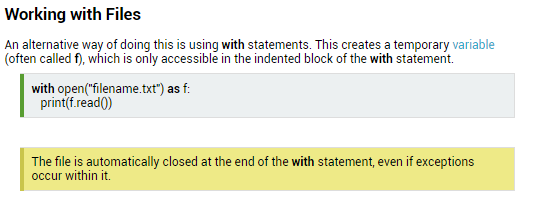 Working with Files
An alternative way of doing this is using with statements. This creates a temporary variable
(often called f), which is only accessible in the indented block of the with statement.
with open("filename.txt") as f:
print(f.read())
The file is automatically closed at the end of the with statement, even if exceptions
occur within it.